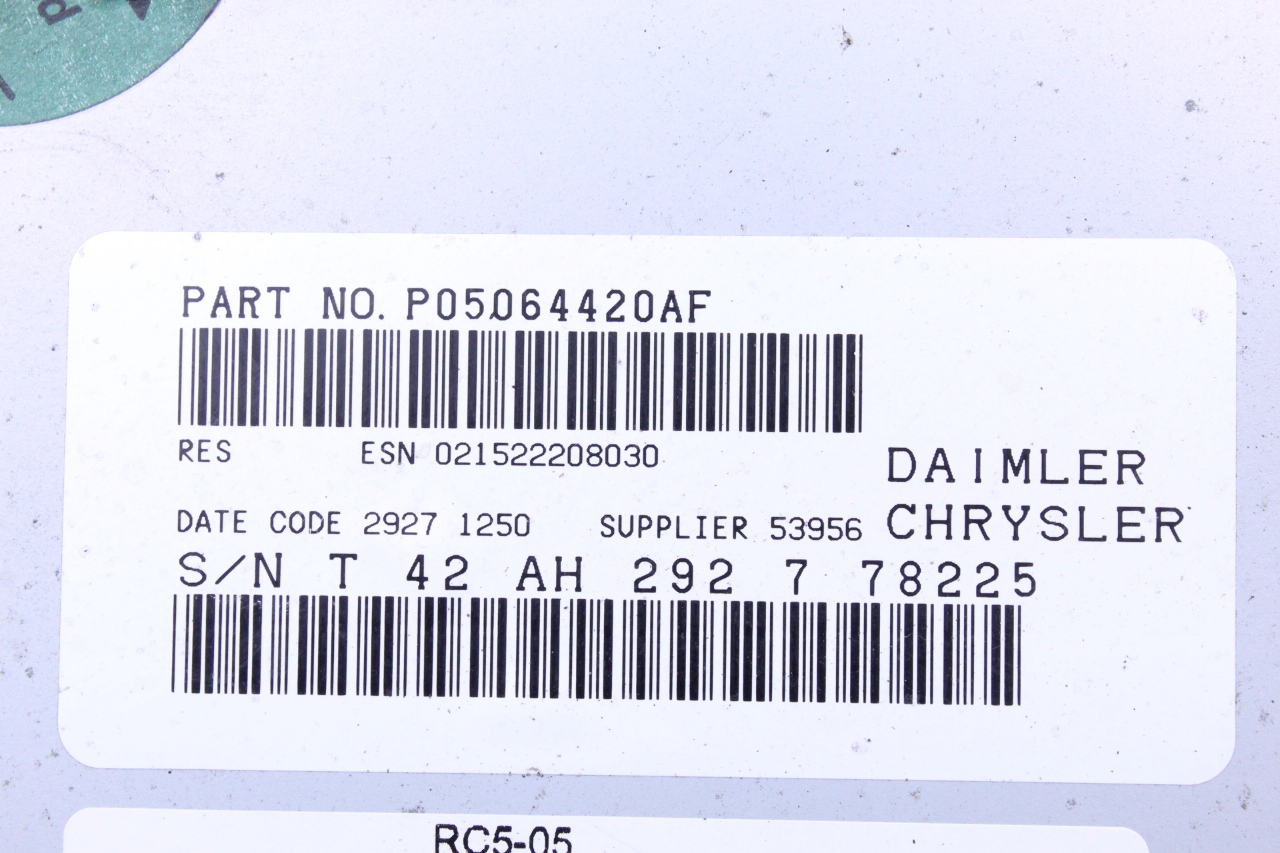 P
PART NO. P05064420AF
RES ESN 021522208030
DAIMLER
DATE CODE 2927 1250 SUPPLIER 53956 CHRYSLER
S/N T 42 AH 292 7 78225
RC5-05